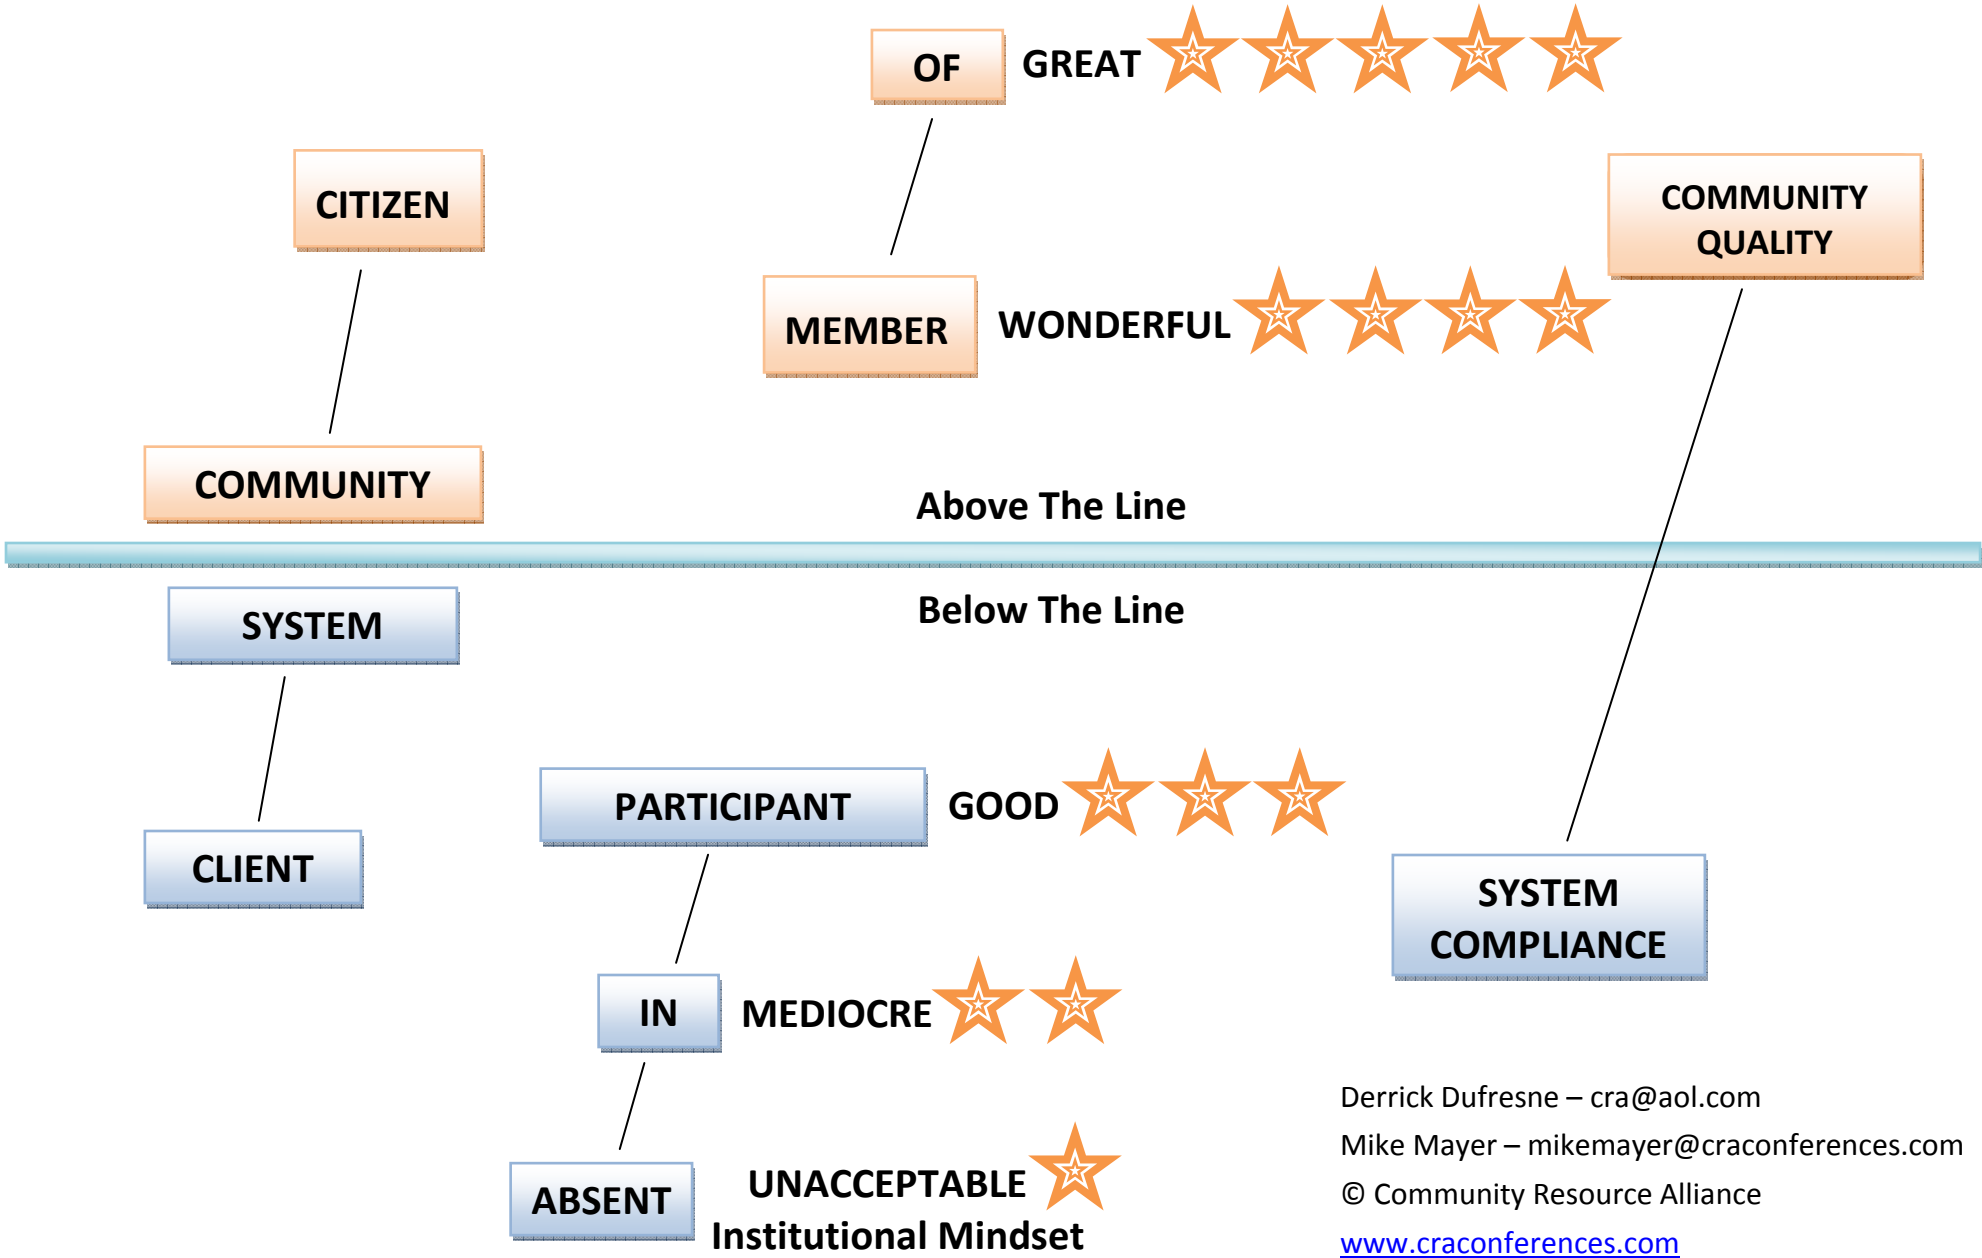 OF
GREAT
CITIZEN
COMMUNITY
QUALITY
MEMBER
WONDERFUL
COMMUNITY
Above The Line
Below The Line
SYSTEM
PARTICIPANT
GOOD
CLIENT
SYSTEM
COMPLIANCE
IN
MEDIOCRE
ABSENT
UNACCEPTABLE
Institutional Mindset
Derrick Dufresne – cra@aol.com
Mike Mayer – mikemayer@craconferences.com
© Community Resource Alliance
www.craconferences.com